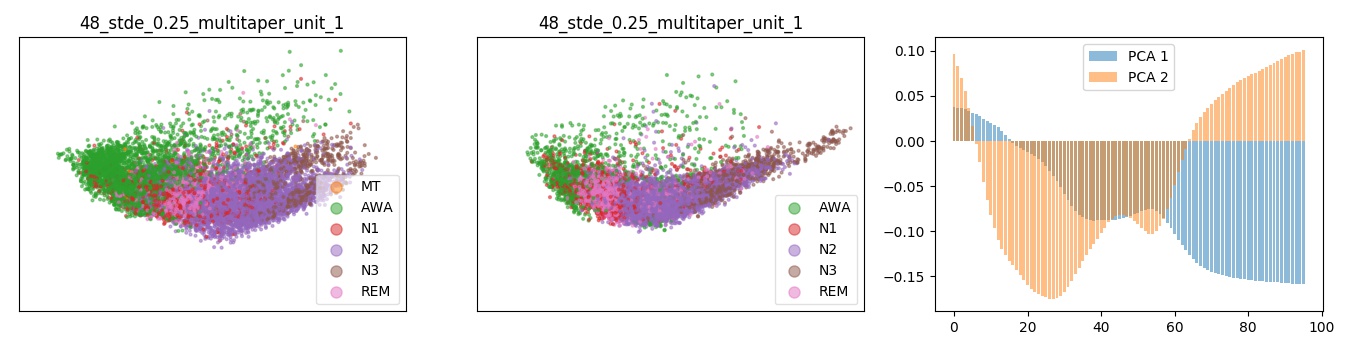 48_stde_0.25_multitaper_unit_1
MT
AWA
N1
N2
N3
REM
48_stde_0.25_multitaper_unit_1
AWA
N1
N2
N3
REM
PCA 1
PCA 2
0.10
0.05
0.00
−0.05
−0.10
−0.15
0 20 40 60 80 100